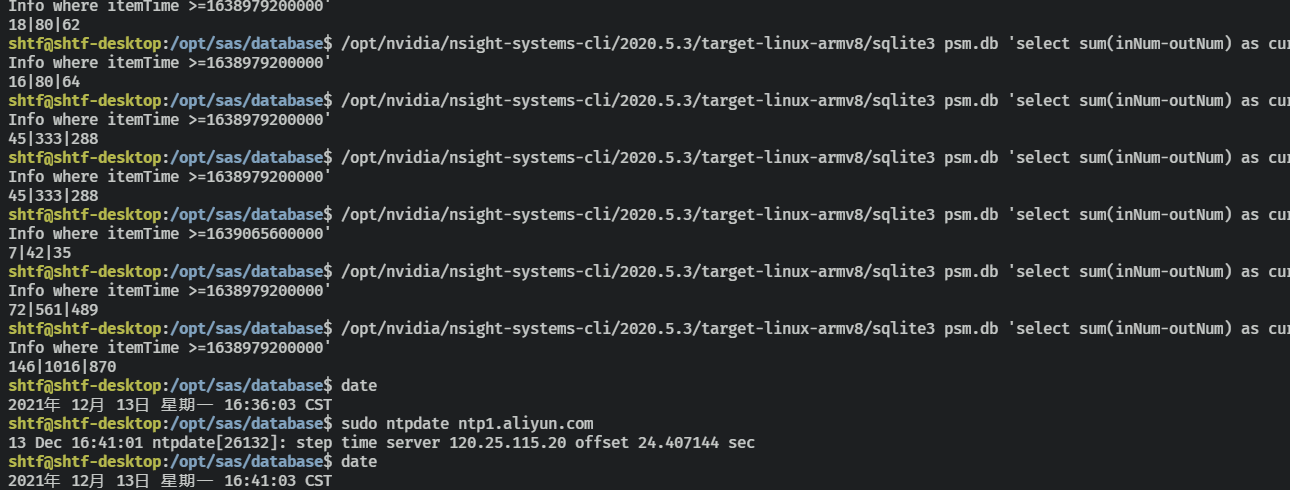 Info where itemTime >=1638979200000'
18|80|62
shtf@shtf-desktop:/opt/sas/database$ /opt/nvidia/nsight-systems-cli/2020.5.3/target-linux-armv8/sqlite3 psm.db 'select sum(inNum-outNum) as cur
Info where itemTime >=1638979200000'
16|80|64
shtf@shtf-desktop:/opt/sas/database$ /opt/nvidia/nsight-systems-cli/2020.5.3/target-linux-armv8/sqlite3 psm.db 'select sum(inNum-outNum) as cur
Info where itemTime >=1638979200000'
45|333|288
shtf@shtf-desktop:/opt/sas/database$ /opt/nvidia/nsight-systems-cli/2020.5.3/target-linux-armv8/sqlite3 psm.db 'select sum(inNum-outNum) as cur
Info where itemTime >=1638979200000'
45|333|288
shtf@shtf-desktop:/opt/sas/database$ /opt/nvidia/nsight-systems-cli/2020.5.3/target-linux-armv8/sqlite3 psm.db 'select sum(inNum-outNum) as cur
Info where itemTime >=1639065600000'
7|42|35
shtf@shtf-desktop:/opt/sas/database$ /opt/nvidia/nsight-systems-cli/2020.5.3/target-linux-armv8/sqlite3 psm.db 'select sum(inNum-outNum) as cur
Info where itemTime >=1638979200000'
72|561|489
shtf@shtf-desktop:/opt/sas/database$ /opt/nvidia/nsight-systems-cli/2020.5.3/target-linux-armv8/sqlite3 psm.db 'select sum(inNum-outNum) as cur
Info where itemTime >=1638979200000'
146|1016|870
shtf@shtf-desktop:/opt/sas/database$ date
2021年 12月 13日 星期一 16:36:03 CST
shtf@shtf-desktop:/opt/sas/database$ sudo ntpdate ntp1.aliyun.com
13 Dec 16:41:01 ntpdate[26132]: step time server 120.25.115.20 offset 24.407144 sec
shtf@shtf-desktop:/opt/sas/database$ date
2021年 12月 13日 星期一 16:41:03 CST